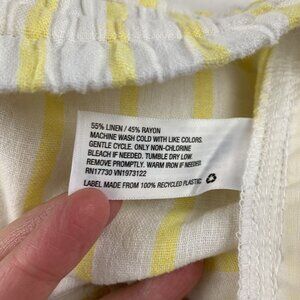 55% LINEN / 45% RAYON
MACHINE WASH COLD WITH LIKE COLORS.
GENTLE CYCLE. ONLY NON-CHLORINE
BLEACH IF NEEDED. TUMBLE DRY LOW.
REMOVE PROMPTLY. WARM IRON IF NEEDED.
RN17730 VN1973122
LABEL MADE FROM 100% RECYCLED PLASTIC